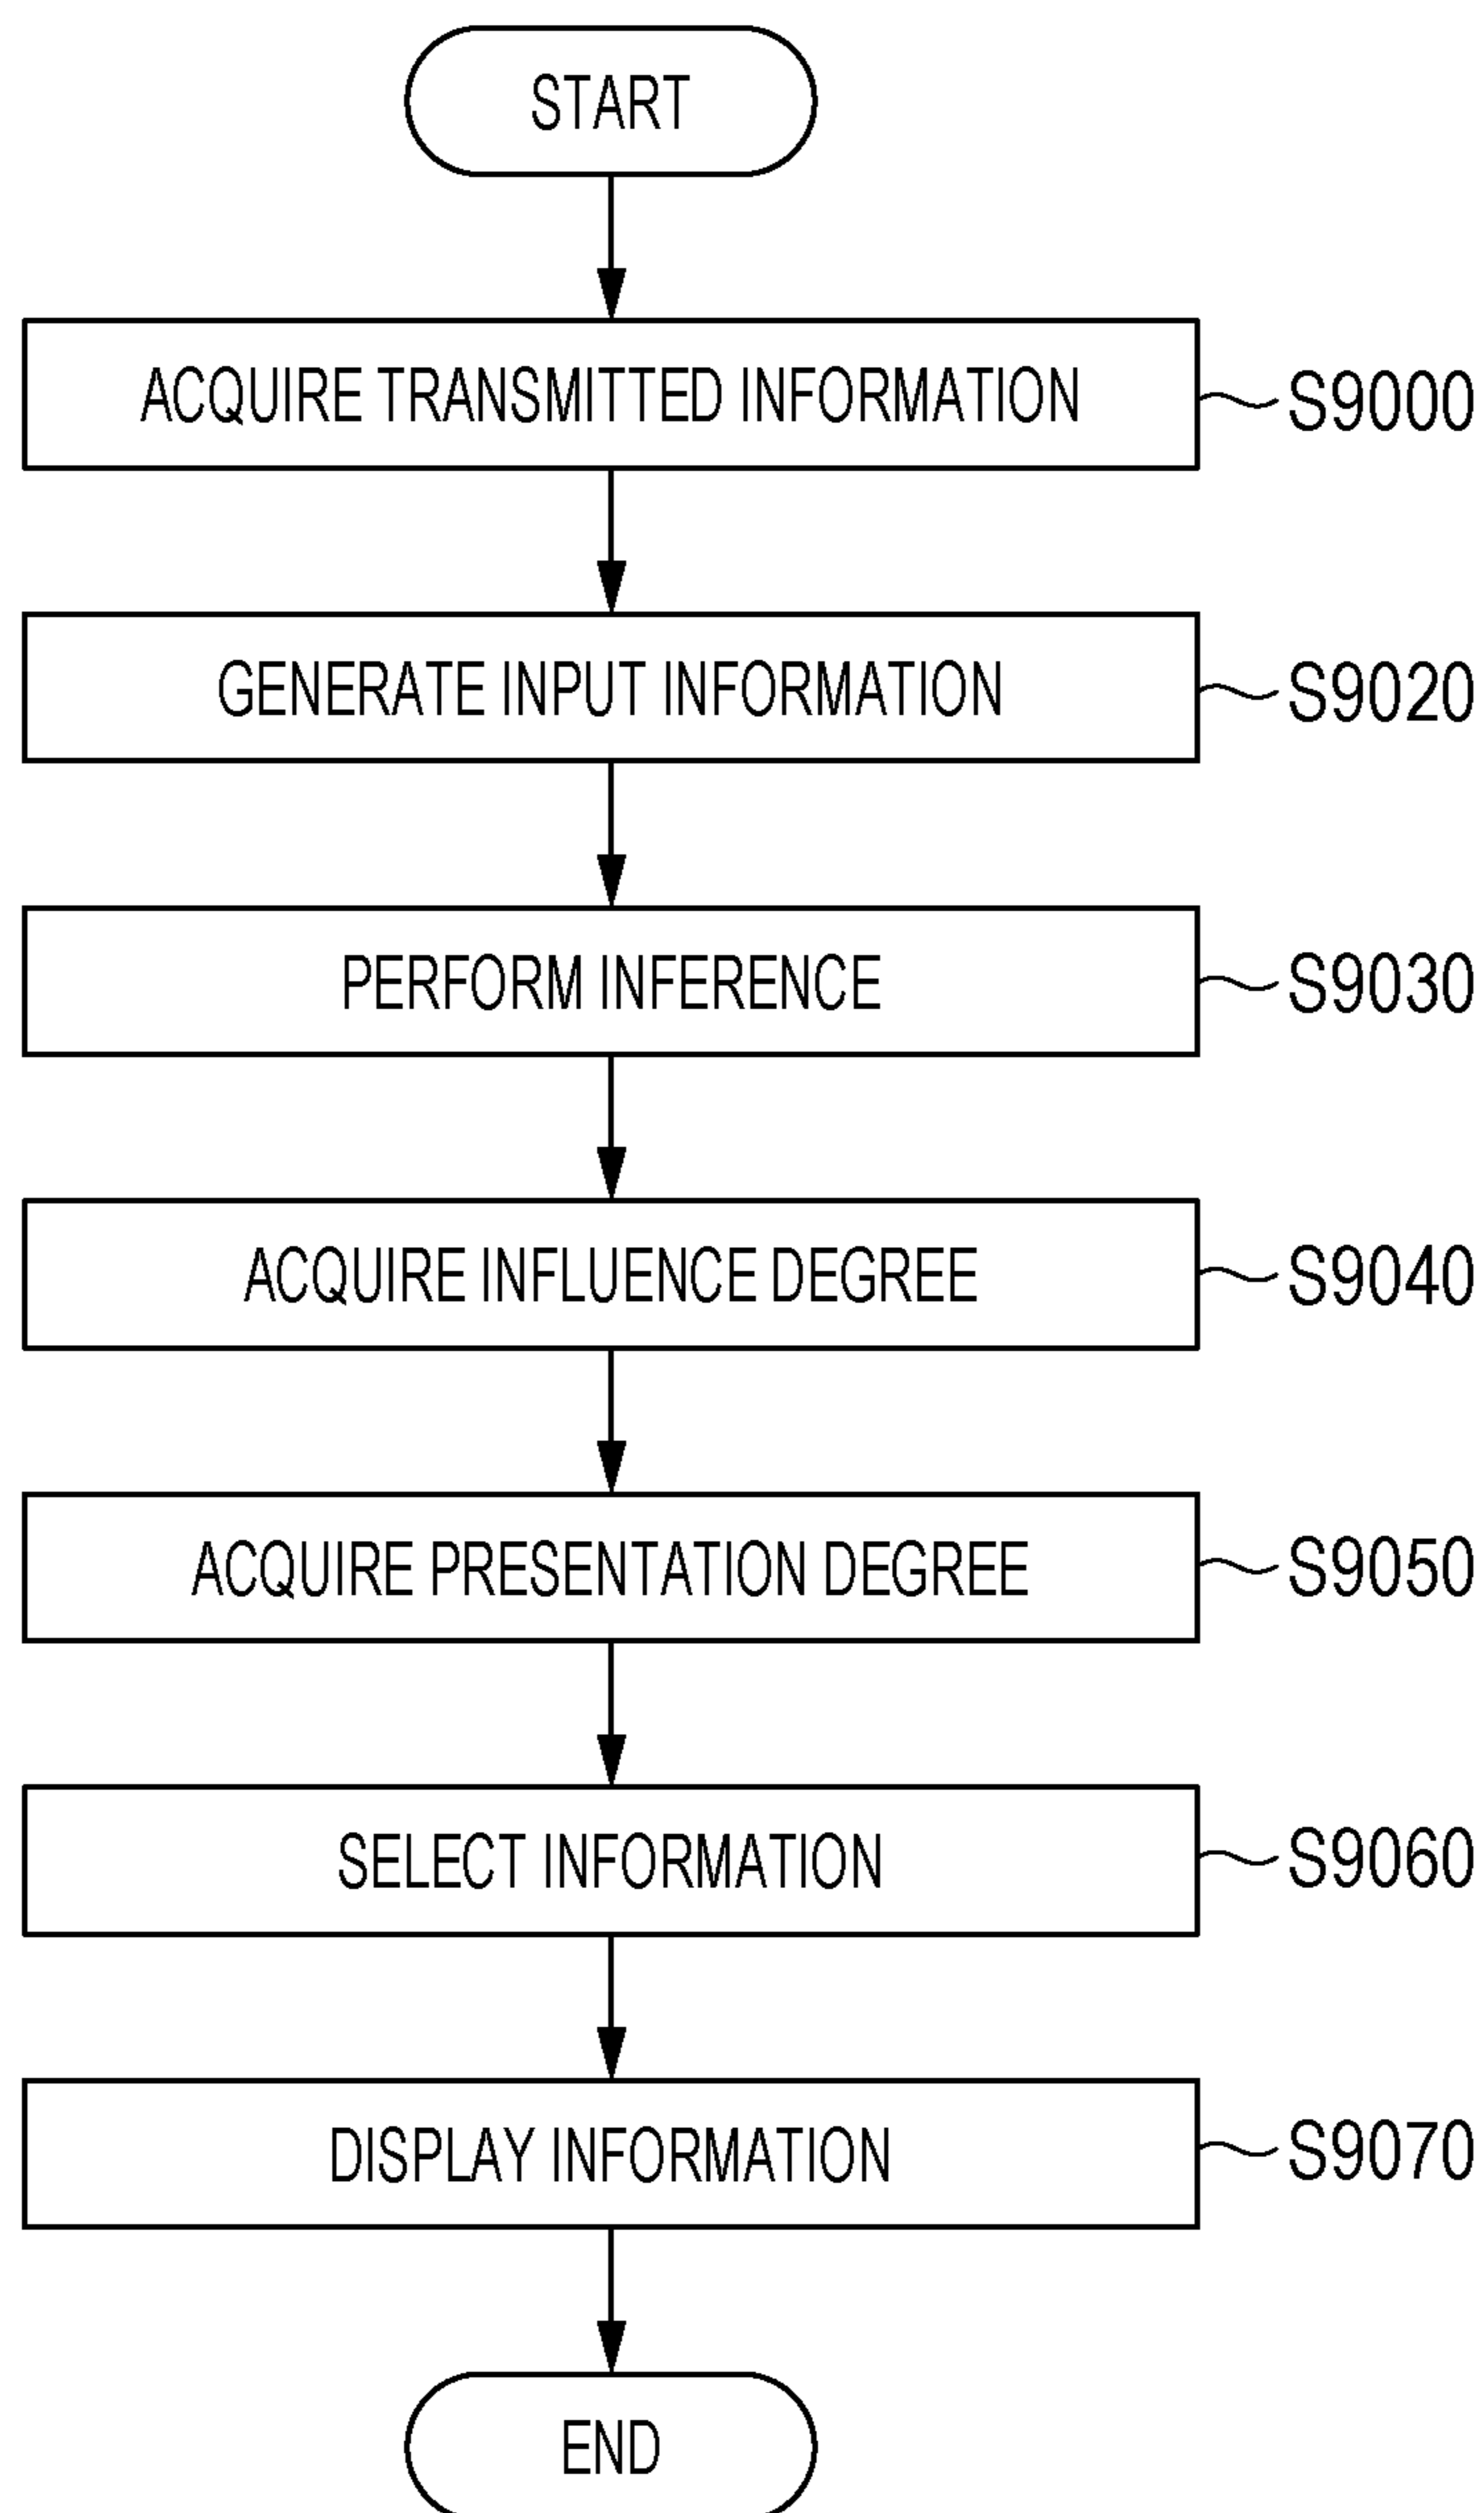 START
ACQUIRE TRANSMITTED INFORMATION S9000
GENERATE INPUT INFORMATION S9020
PERFORM INFERENCE S9030
ACQUIRE INFLUENCE DEGREE S9040
ACQUIRE PRESENTATION DEGREE S9050
SELECT INFORMATION S9060
DISPLAY INFORMATION S9070
END